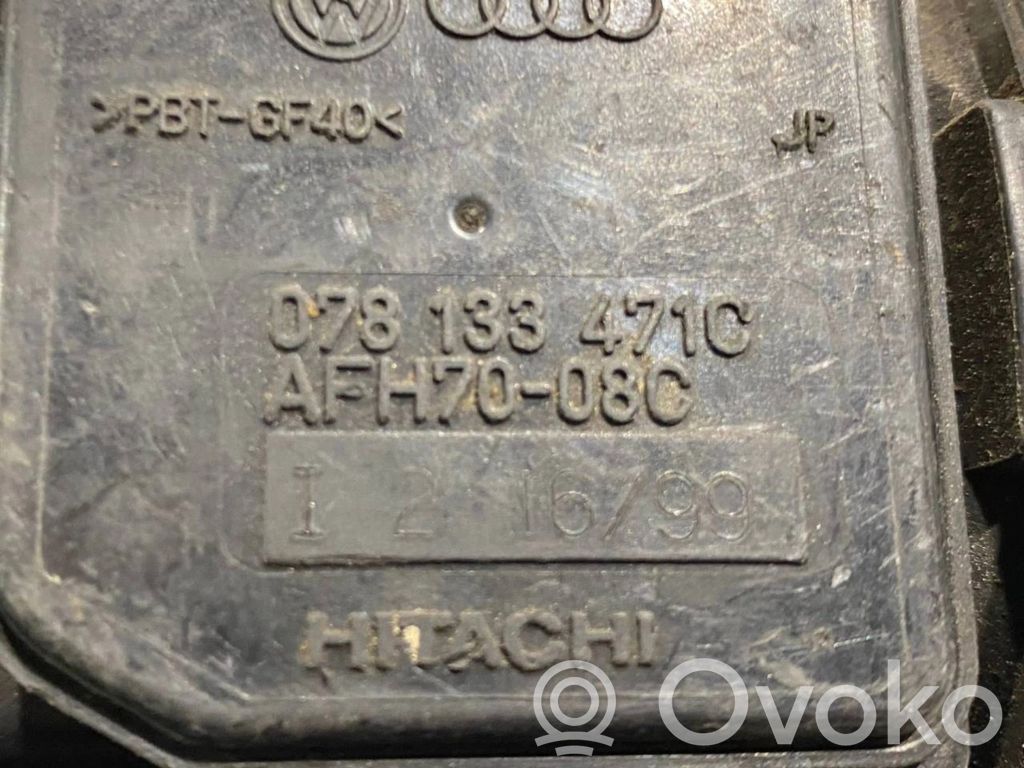 >PBT-GF40<
JP
078 133 471C
AFH70-08C
I 2 16/99
HITACHI
Ovoko